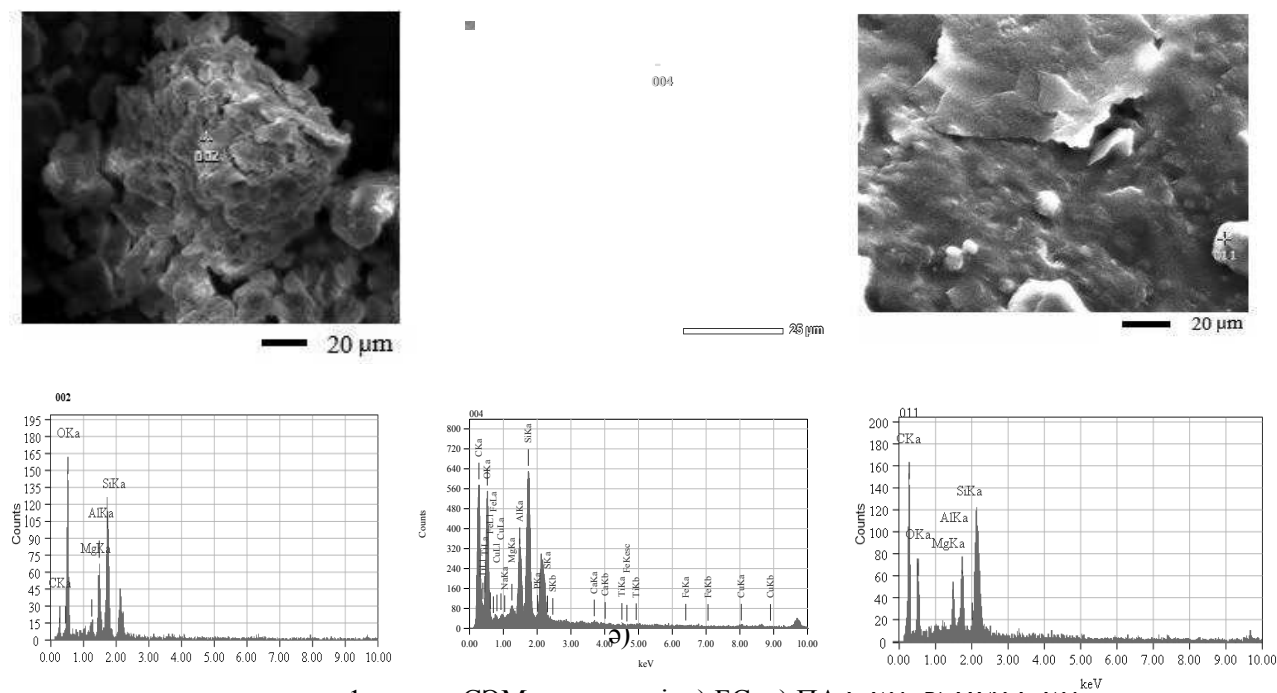 002
004
011
20 µm
25 µm
20 µm
002
195
180
165
150
135
120
105
90
75
60
45
30
15
0
Counts
OKa
SiKa
AlKa
MgKa
CKa
0.00 1.00 2.00 3.00 4.00 5.00 6.00 7.00 8.00 9.00 10.00
004
800
720
640
560
480
400
320
240
160
80
0
Counts
CKa
OKa
FeLl
FeLa
CuLl
CuLa
NaKa
MgKa
AlKa
SiKa
PKa
SKa
SKb
CaKa
CaKb
TiKa
FeKesc
TiKb
FeKa
FeKb
CuKa
CuKb
0.00 1.00 2.00 3.00 4.00 5.00 6.00 7.00 8.00 9.00 10.00
keV
011
200
180
160
140
120
100
80
60
40
20
0
Counts
CKa
SiKa
AlKa
OKa
MgKa
0.00 1.00 2.00 3.00 4.00 5.00 6.00 7.00 8.00 9.00 10.00
keV